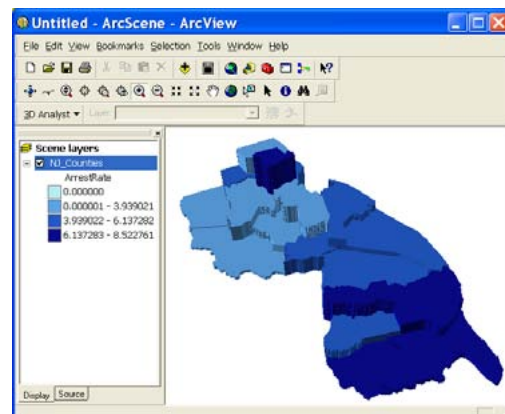 Untitled - ArcScene - ArcView
File Edit View Bookmarks Selection Tools Window Help
3D Analyst Layer:
Scene layers
NJ_Counties
ArrestRate
0.000000
0.000001 - 3.939021
3.939022 - 6.137282
6.137283 - 8.522761
Display Source